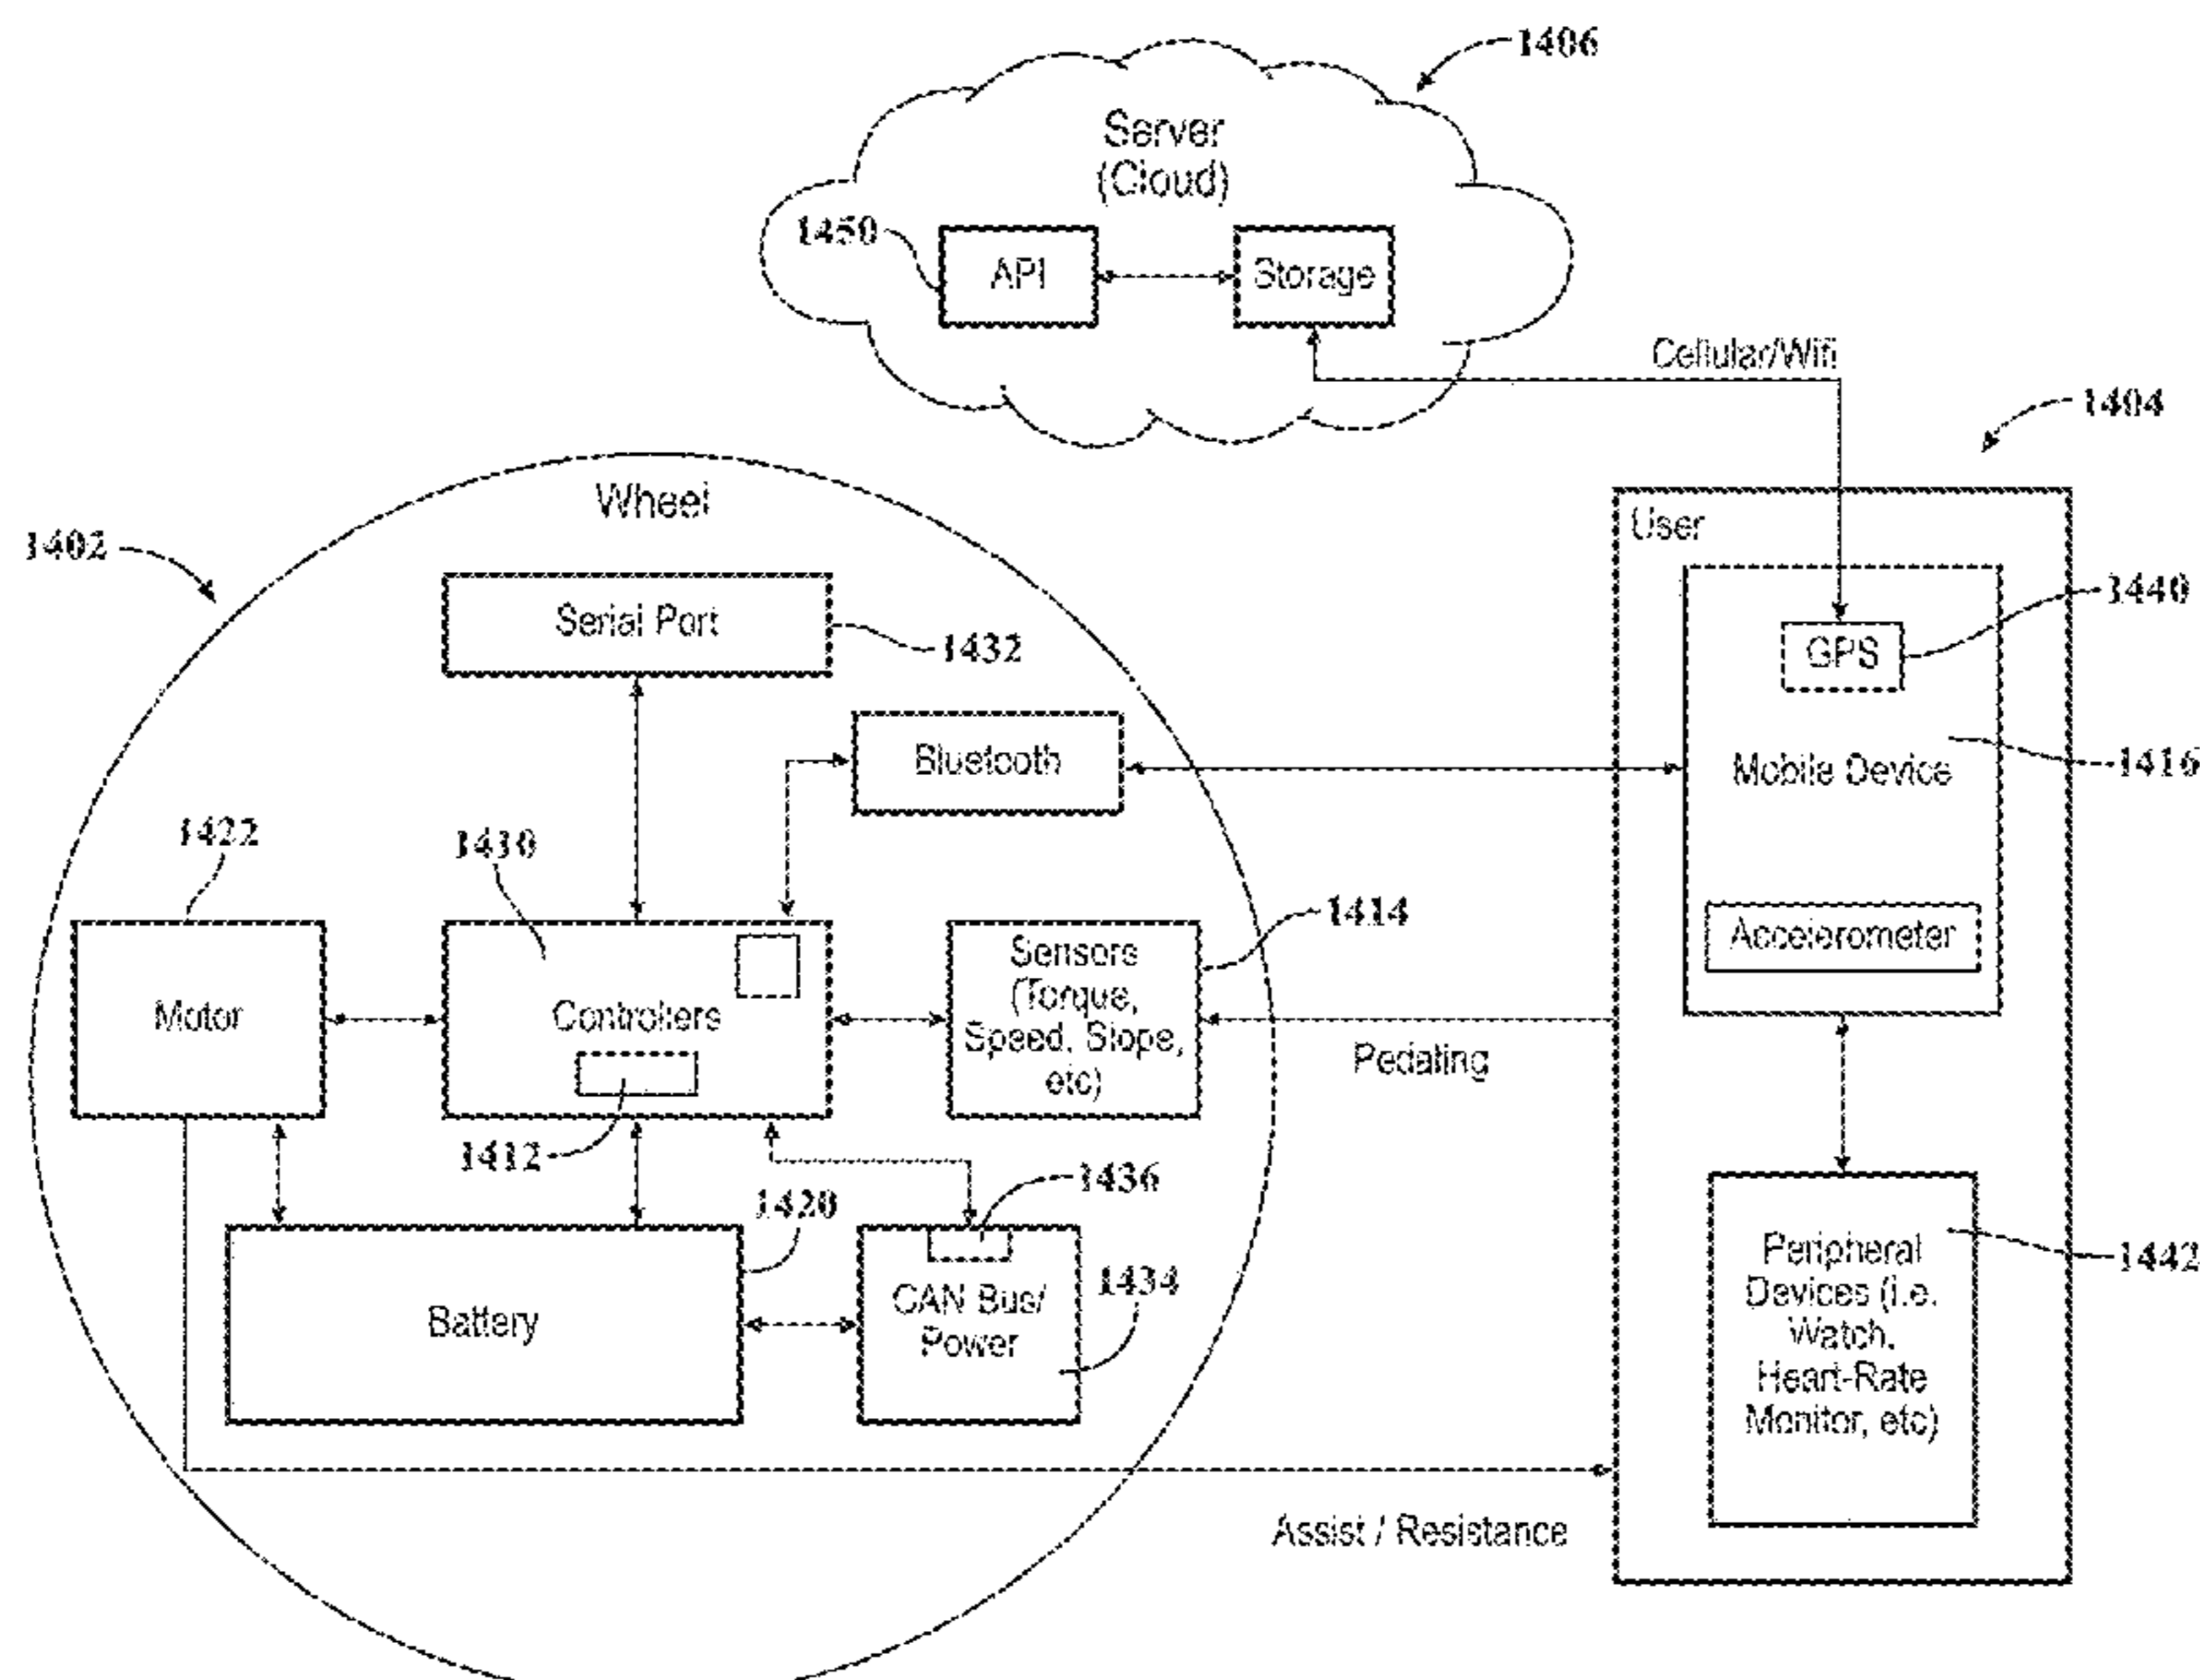 1406
Server
(Cloud)
1450
API
Storage
Cellular/Wifi
1404
Wheel
1402
User
Serial Port
1432
GPS
1440
Bluetooth
Mobile Device
1416
1422
1410
1414
Motor
Controllers
Sensors
(Torque,
Speed, Slope,
etc)
Accelerometer
Pedaling
1412
1436
1420
1434
Battery
CAN Bus/
Power
Peripheral
Devices (i.e.
Watch,
Heart-Rate
Monitor, etc)
1442
Assist / Resistance